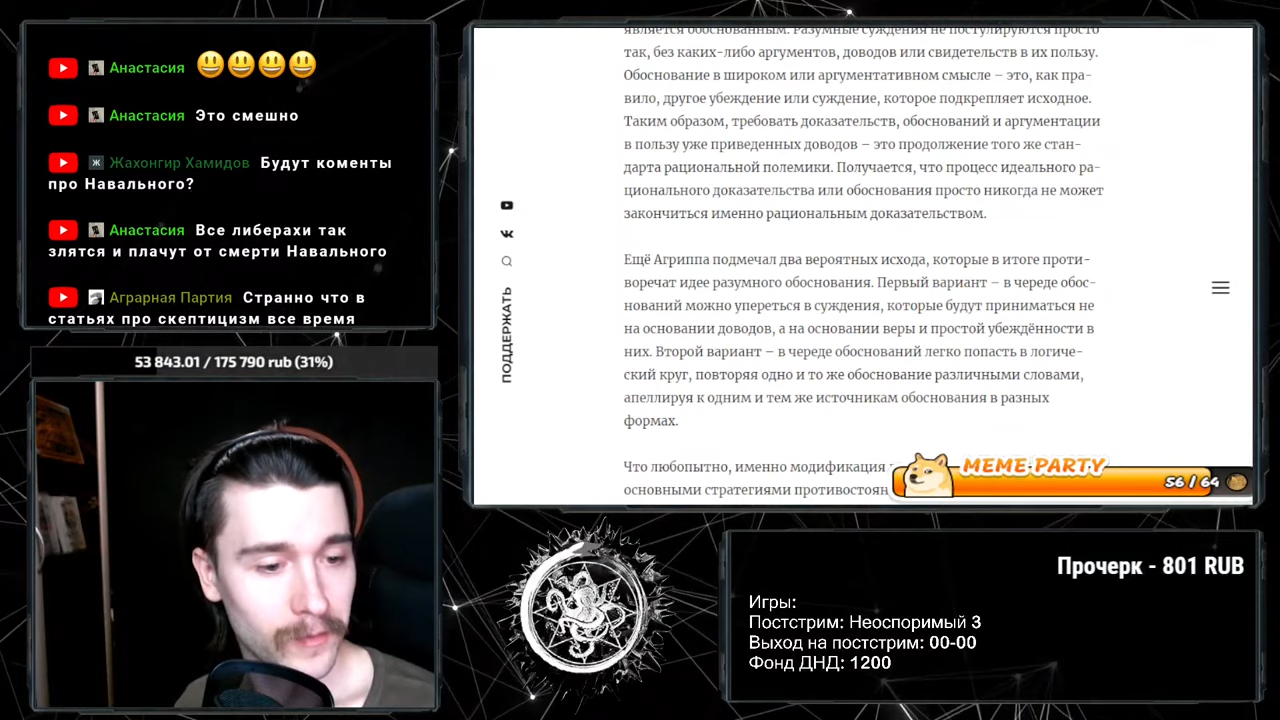 Анастасия 😃😃😃😃
Анастасия Это смешно
Ж Жахонгир Хамидов Будут коменты
про Навального?
Анастасия Все либерахи так
злятся и плачут от смерти Навального
Аграрная Партия Странно что в
статьях про скептицизм все время
53 843.01 / 175 790 rub (31%)
является обоснованным. Разумные суждения не постулируются просто
так, без каких-либо аргументов, доводов или свидетельств в их пользу.
Обоснование в широком или аргументативном смысле – это, как пра-
вило, другое убеждение или суждение, которое подкрепляет исходное.
Таким образом, требовать доказательств, обоснований и аргументации
в пользу уже приведенных доводов – это продолжение того же стан-
дарта рациональной полемики. Получается, что процесс идеального ра-
ционального доказательства или обоснования просто никогда не может
закончиться именно рациональным доказательством.
Ещё Агриппа подмечал два вероятных исхода, которые в итоге проти-
воречат идее разумного обоснования. Первый вариант – в череде обос-
нований можно упереться в суждения, которые будут приниматься не
на основании доводов, а на основании веры и простой убеждённости в
них. Второй вариант – в череде обоснований легко попасть в логиче-
ский круг, повторяя одно и то же обоснование различными словами,
апеллируя к одним и тем же источникам обоснования в разных
формах.
Что любопытно, именно модификация
основными стратегиями противостоян
ПОДДЕРЖАТЬ
MEME PARTY
56 / 64
Прочерк - 801 RUB
Игры:
Постстрим: Неоспоримый 3
Выход на постстрим: 00-00
Фонд ДНД: 1200